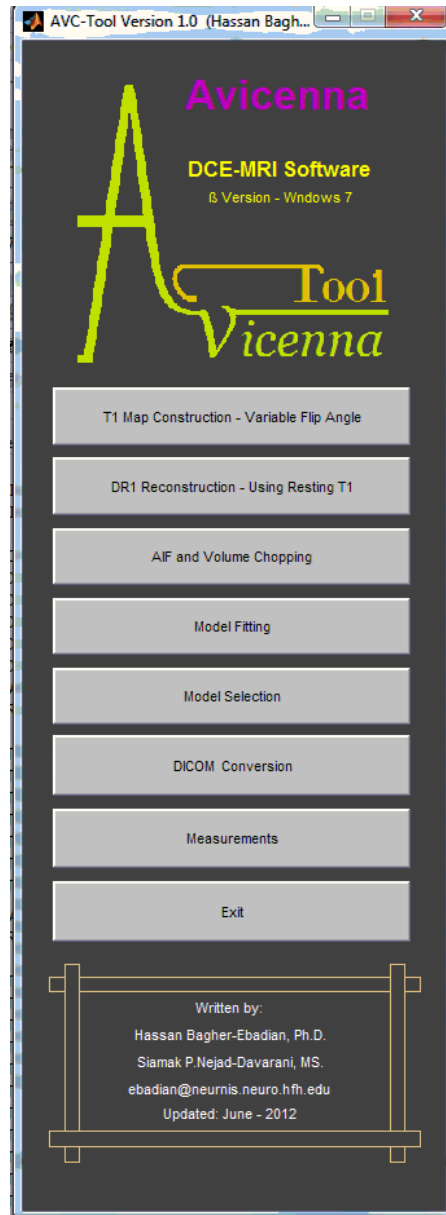 AVC-Tool Version 1.0 (Hassan Bagh...
Avicenna
DCE-MRI Software
ß Version - Wndows 7
A
Tool
Vicenna
T1 Map Construction - Variable Flip Angle
DR1 Reconstruction - Using Resting T1
AIF and Volume Chopping
Model Fitting
Model Selection
DICOM Conversion
Measurements
Exit
Written by:
Hassan Bagher-Ebadian, Ph.D.
Siamak P.Nejad-Davarani, MS.
ebadian@neurnis.neuro.hfh.edu
Updated: June - 2012